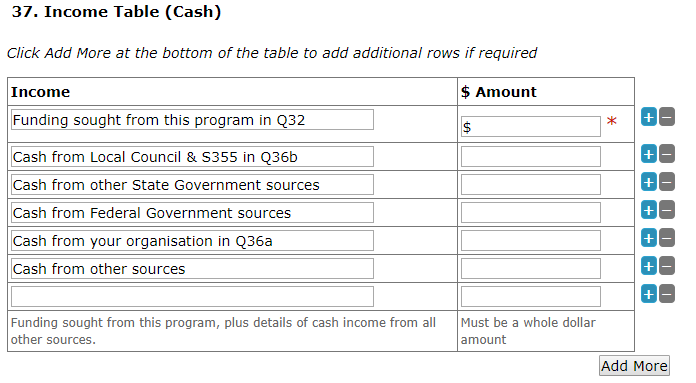 37. Income Table (Cash)
Click Add More at the bottom of the table to add additional rows if required
Income $ Amount
Funding sought from this program in Q32 $ *
+ −
Cash from Local Council & S355 in Q36b + −
Cash from other State Government sources + −
Cash from Federal Government sources + −
Cash from your organisation in Q36a + −
Cash from other sources + −
+ −
Funding sought from this program, plus details of cash income from all
other sources.
Must be a whole dollar
amount
Add More